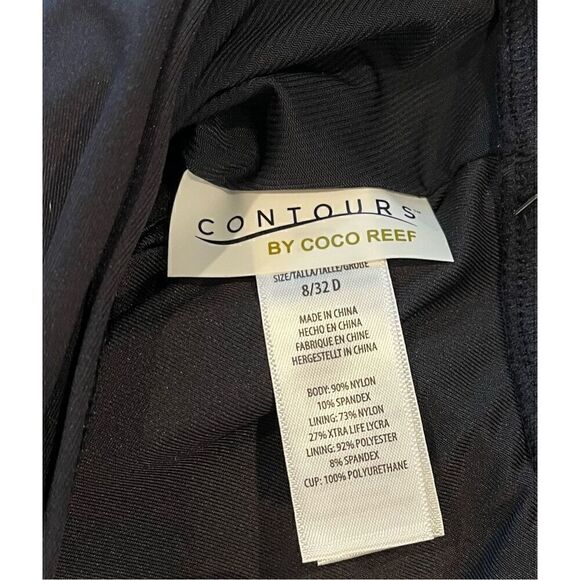 CONTOURS™
BY COCO REEF
SIZE/TALLA/TAILLE/GRÖBE
8/32 D
MADE IN CHINA
HECHO EN CHINA
FABRIQUE EN CHINE
HERGESTELLT IN CHINA
BODY: 90% NYLON
10% SPANDEX
LINING: 73% NYLON
27% XTRA LIFE LYCRA
LINING: 92% POLYESTER
8% SPANDEX
CUP: 100% POLYURETHANE